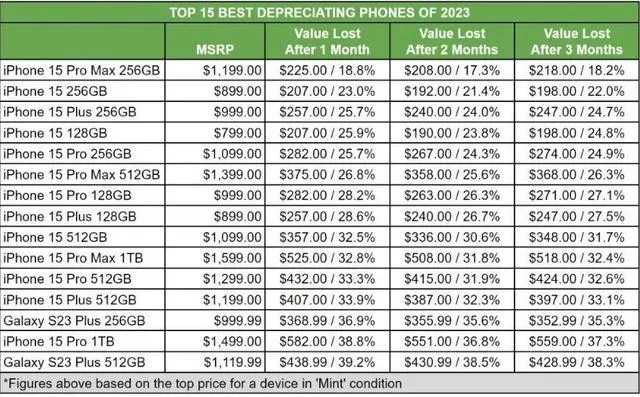 TOP 15 BEST DEPRECIATING PHONES OF 2023
MSRP Value Lost After 1 Month Value Lost After 2 Months Value Lost After 3 Months
iPhone 15 Pro Max 256GB $1,199.00 $225.00 / 18.8% $208.00 / 17.3% $218.00 / 18.2%
iPhone 15 256GB $899.00 $207.00 / 23.0% $192.00 / 21.4% $198.00 / 22.0%
iPhone 15 Plus 256GB $999.00 $257.00 / 25.7% $240.00 / 24.0% $247.00 / 24.7%
iPhone 15 128GB $799.00 $207.00 / 25.9% $190.00 / 23.8% $198.00 / 24.8%
iPhone 15 Pro 256GB $1,099.00 $282.00 / 25.7% $267.00 / 24.3% $274.00 / 24.9%
iPhone 15 Pro Max 512GB $1,399.00 $375.00 / 26.8% $358.00 / 25.6% $368.00 / 26.3%
iPhone 15 Pro 128GB $999.00 $282.00 / 28.2% $263.00 / 26.3% $271.00 / 27.1%
iPhone 15 Plus 128GB $899.00 $257.00 / 28.6% $240.00 / 26.7% $247.00 / 27.5%
iPhone 15 512GB $1,099.00 $357.00 / 32.5% $336.00 / 30.6% $348.00 / 31.7%
iPhone 15 Pro Max 1TB $1,599.00 $525.00 / 32.8% $508.00 / 31.8% $518.00 / 32.4%
iPhone 15 Pro 512GB $1,299.00 $432.00 / 33.3% $415.00 / 31.9% $424.00 / 32.6%
iPhone 15 Plus 512GB $1,199.00 $407.00 / 33.9% $387.00 / 32.3% $397.00 / 33.1%
Galaxy S23 Plus 256GB $999.99 $368.99 / 36.9% $355.99 / 35.6% $352.99 / 35.3%
iPhone 15 Pro 1TB $1,499.00 $582.00 / 38.8% $551.00 / 36.8% $559.00 / 37.3%
Galaxy S23 Plus 512GB $1,119.99 $438.99 / 39.2% $430.99 / 38.5% $428.99 / 38.3%
*Figures above based on the top price for a device in 'Mint' condition